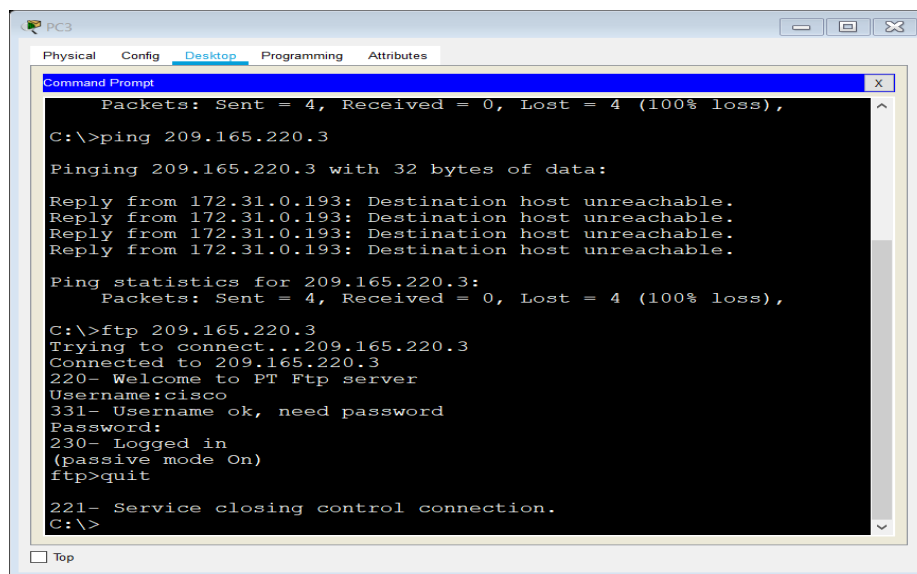 PC3
Physical Config Desktop Programming Attributes
Command Prompt
X
Packets: Sent = 4, Received = 0, Lost = 4 (100% loss),
C:\>ping 209.165.220.3
Pinging 209.165.220.3 with 32 bytes of data:
Reply from 172.31.0.193: Destination host unreachable.
Reply from 172.31.0.193: Destination host unreachable.
Reply from 172.31.0.193: Destination host unreachable.
Reply from 172.31.0.193: Destination host unreachable.
Ping statistics for 209.165.220.3:
Packets: Sent = 4, Received = 0, Lost = 4 (100% loss),
C:\>ftp 209.165.220.3
Trying to connect...209.165.220.3
Connected to 209.165.220.3
220- Welcome to PT Ftp server
Username:cisco
331- Username ok, need password
Password:
230- Logged in
(passive mode On)
ftp>quit
221- Service closing control connection.
C:\>
Top